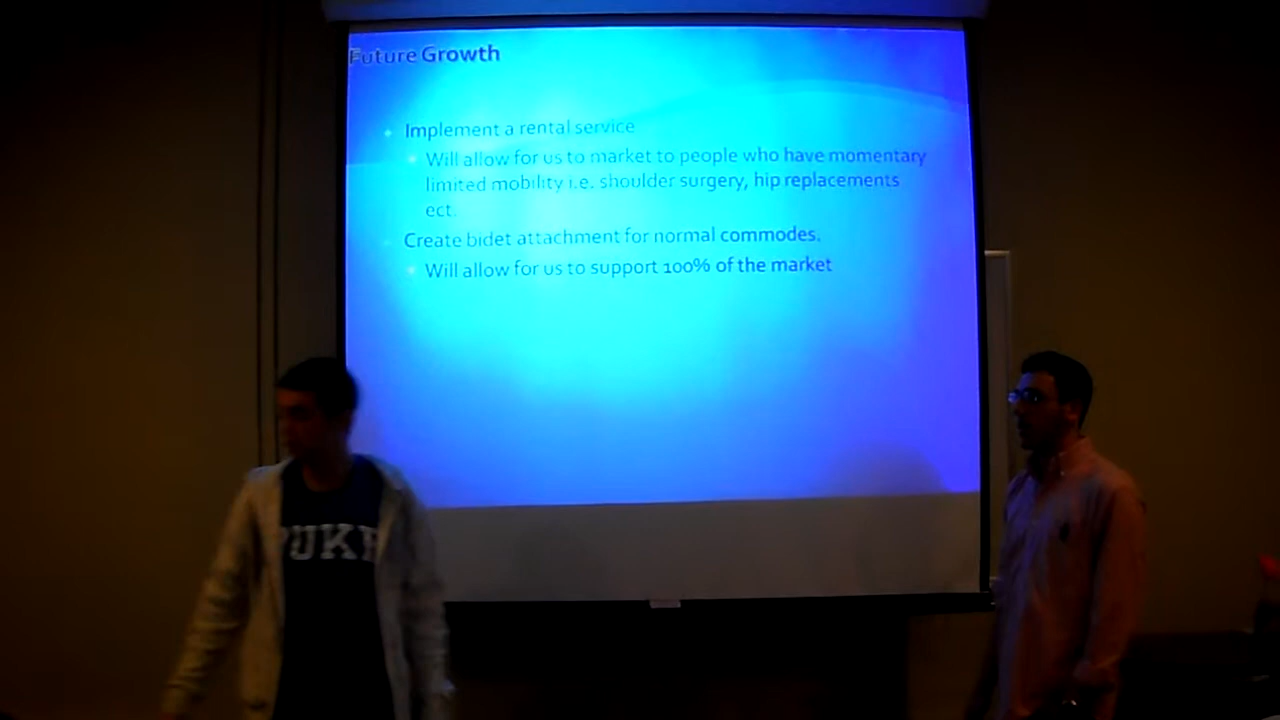 Future Growth
Implement a rental service
Will allow for us to market to people who have momentary
limited mobility i.e. shoulder surgery, hip replacements
ect.
Create bidet attachment for normal commodes.
Will allow for us to support 100% of the market
DUKE